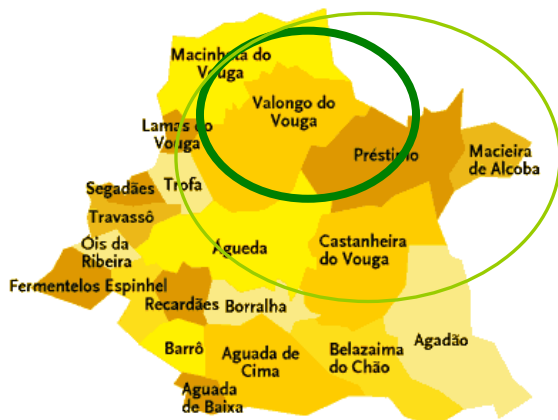 Macinhata do
Vouga
Valongo do
Vouga
Lamas do
Vouga
Préstimo
Macieira
de Alcoba
Trofa
Segadães
Travassô
Óis da
Ribeira
Águeda
Castanheira
do Vouga
Fermentelos Espinhel
Recardães
Borralha
Agadão
Barrô
Aguada de
Cima
Belazaima
do Chão
Aguada
de Baixa